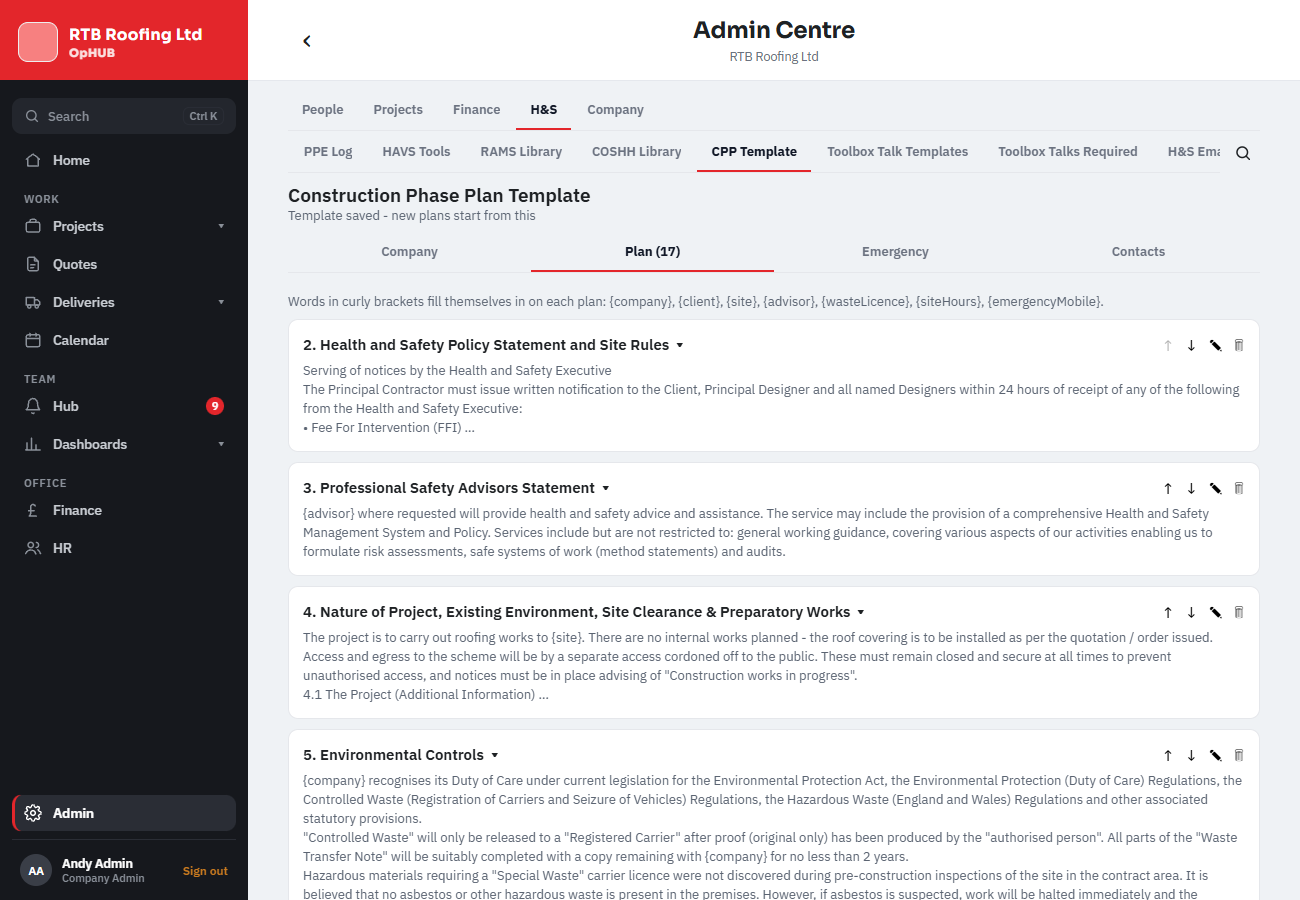 RTB Roofing Ltd
OpHUB
Search
Ctrl K
Home
WORK
Projects
Quotes
Deliveries
Calendar
TEAM
Hub
9
Dashboards
OFFICE
Finance
HR
Admin
AA
Andy Admin
Company Admin
Sign out
Admin Centre
RTB Roofing Ltd
People
Projects
Finance
H&S
Company
PPE Log
HAVS Tools
RAMS Library
COSHH Library
CPP Template
Toolbox Talk Templates
Toolbox Talks Required
H&S Ema
Construction Phase Plan Template
Template saved - new plans start from this
Company
Plan (17)
Emergency
Contacts
Words in curly brackets fill themselves in on each plan: {company}, {client}, {site}, {advisor}, {wasteLicence}, {siteHours}, {emergencyMobile}.
2. Health and Safety Policy Statement and Site Rules
Serving of notices by the Health and Safety Executive
The Principal Contractor must issue written notification to the Client, Principal Designer and all named Designers within 24 hours of receipt of any of the following
from the Health and Safety Executive:
• Fee For Intervention (FFI) ...
3. Professional Safety Advisors Statement
{advisor} where requested will provide health and safety advice and assistance. The service may include the provision of a comprehensive Health and Safety
Management System and Policy. Services include but are not restricted to: general working guidance, covering various aspects of our activities enabling us to
formulate risk assessments, safe systems of work (method statements) and audits.
4. Nature of Project, Existing Environment, Site Clearance & Preparatory Works
The project is to carry out roofing works to {site}. There are no internal works planned - the roof covering is to be installed as per the quotation / order issued.
Access and egress to the scheme will be by a separate access cordoned off to the public. These must remain closed and secure at all times to prevent
unauthorised access, and notices must be in place advising of "Construction works in progress".
4.1 The Project (Additional Information) ...
5. Environmental Controls
{company} recognises its Duty of Care under current legislation for the Environmental Protection Act, the Environmental Protection (Duty of Care) Regulations, the
Controlled Waste (Registration of Carriers and Seizure of Vehicles) Regulations, the Hazardous Waste (England and Wales) Regulations and other associated
statutory provisions.
"Controlled Waste" will only be released to a "Registered Carrier" after proof (original only) has been produced by the "authorised person". All parts of the "Waste
Transfer Note" will be suitably completed with a copy remaining with {company} for no less than 2 years.
Hazardous materials requiring a "Special Waste" carrier licence were not discovered during pre-construction inspections of the site in the contract area. It is
believed that no asbestos or other hazardous waste is present in the premises. However, if asbestos is suspected, work will be halted immediately and the